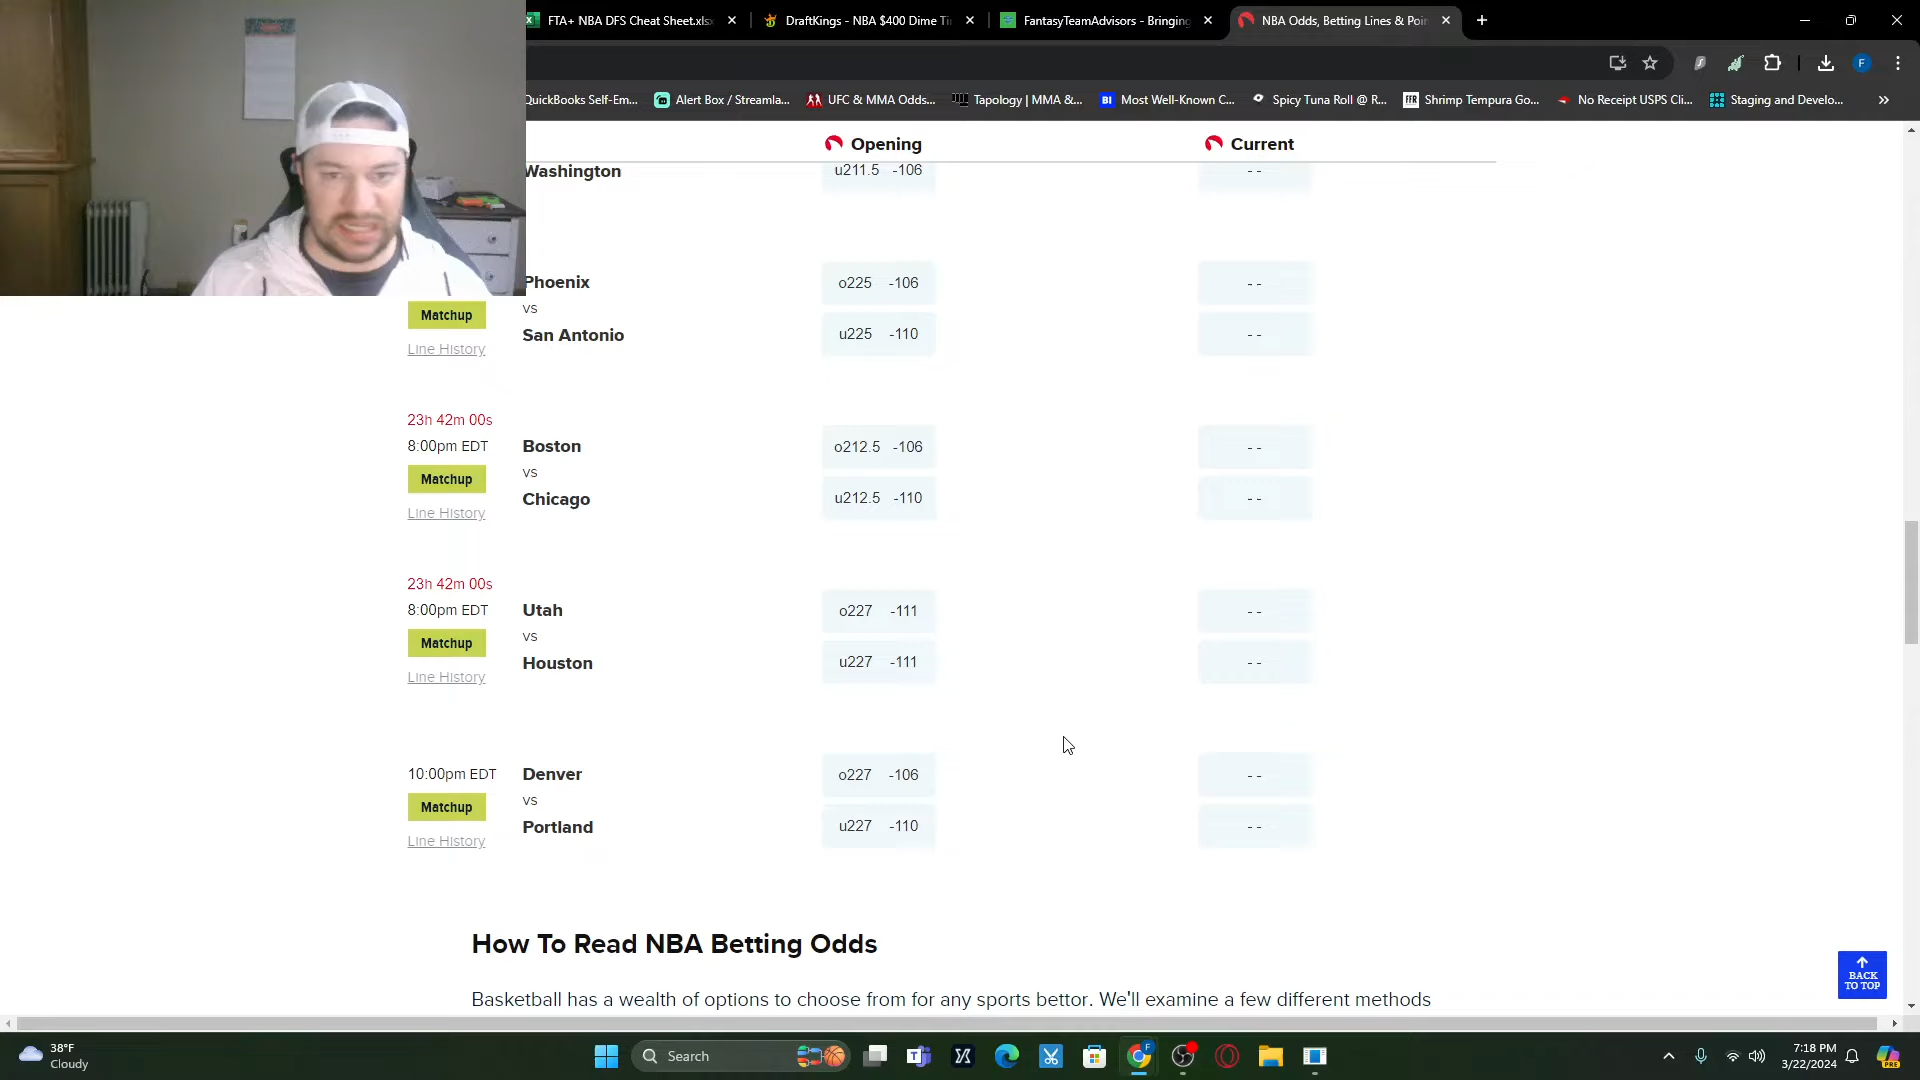 FTA+ NBA DFS Cheat Sheet.xls
DraftKings - NBA $400 Dime Ti
FantasyTeamAdvisors - Bringing
NBA Odds, Betting Lines & Poi
F
QuickBooks Self-Em...
Alert Box / Streamla...
UFC & MMA Odds...
Tapology | MMA &...
BI Most Well-Known C...
Spicy Tuna Roll @ R...
FFR Shrimp Tempura Go...
No Receipt USPS Cli...
Staging and Develo...
Opening
Current
Washington
u211.5 -106
- -
Phoenix
o225 -106
- -
Matchup
vs
San Antonio
u225 -110
- -
Line History
23h 42m 00s
8:00pm EDT
Boston
o212.5 -106
- -
Matchup
vs
Chicago
u212.5 -110
- -
Line History
23h 42m 00s
8:00pm EDT
Utah
o227 -111
- -
Matchup
vs
Houston
u227 -111
- -
Line History
10:00pm EDT
Denver
o227 -106
- -
Matchup
vs
Portland
u227 -110
- -
Line History
How To Read NBA Betting Odds
Basketball has a wealth of options to choose from for any sports bettor. We'll examine a few different methods
BACK
TO TOP
38°F
Cloudy
Search
7:18 PM
3/22/2024